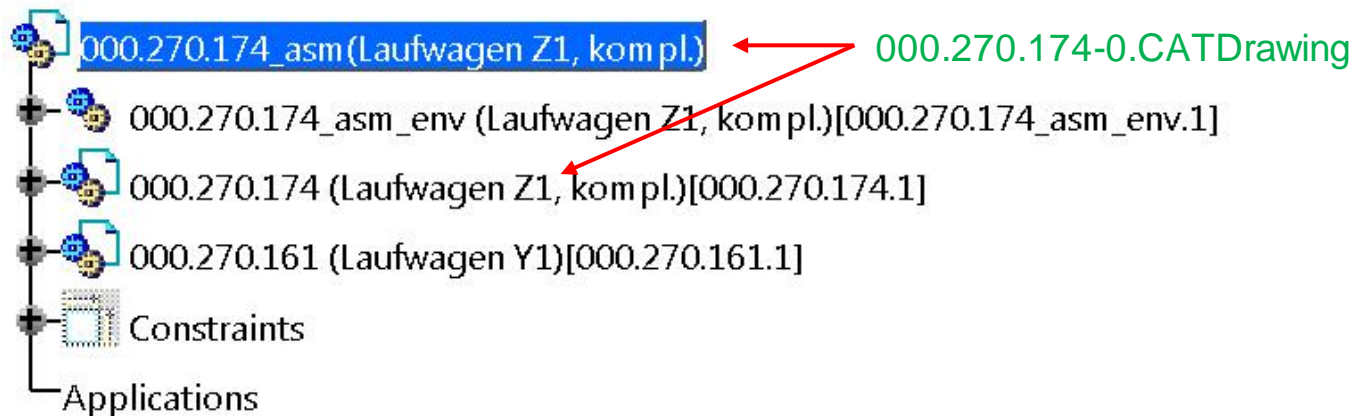 000.270.174_asm (Laufwagen Z1, kompl.) 000.270.174-0.CATDrawing
000.270.174_asm_env (Laufwagen Z1, kompl.)[000.270.174_asm_env.1]
000.270.174 (Laufwagen Z1, kompl.)[000.270.174.1]
000.270.161 (Laufwagen Y1)[000.270.161.1]
Constraints
Applications